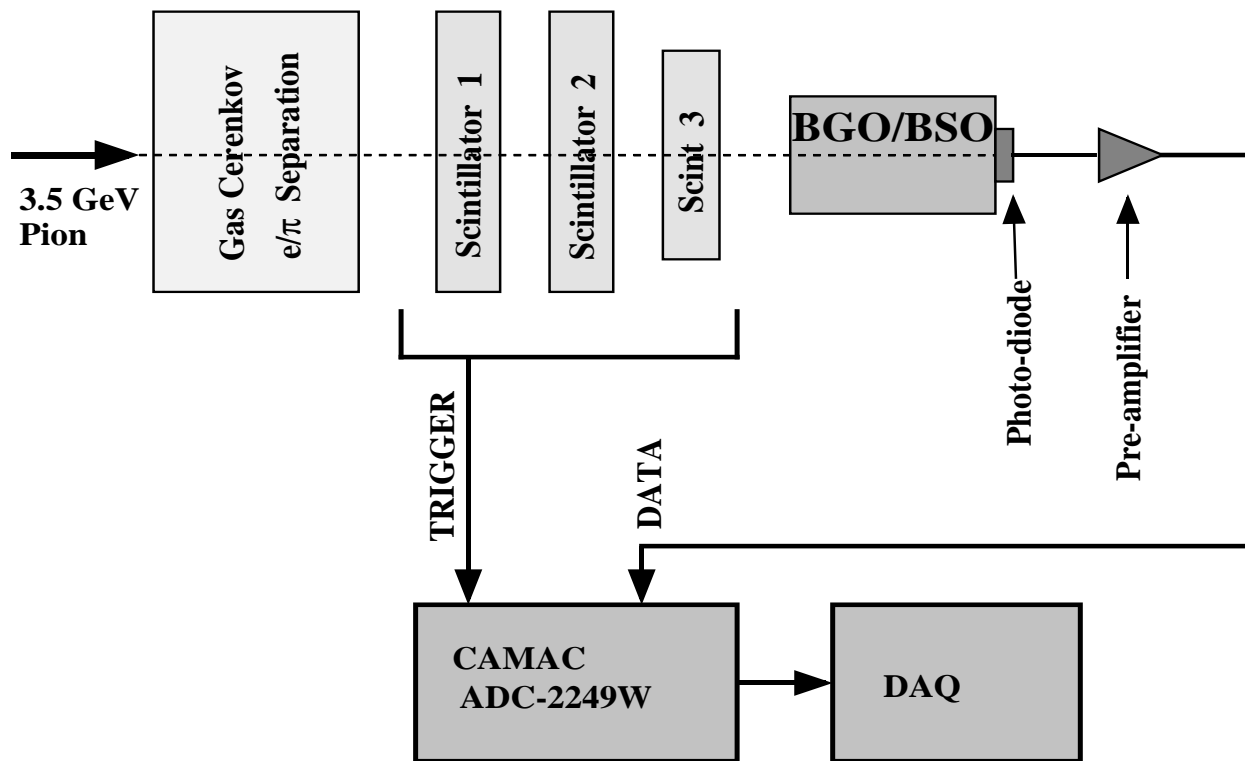 3.5 GeV
Pion
Gas Cerenkov
e/π Separation
Scintillator 1
Scintillator 2
Scint 3
BGO/BSO
Photo-diode
Pre-amplifier
TRIGGER
DATA
CAMAC
ADC-2249W
DAQ